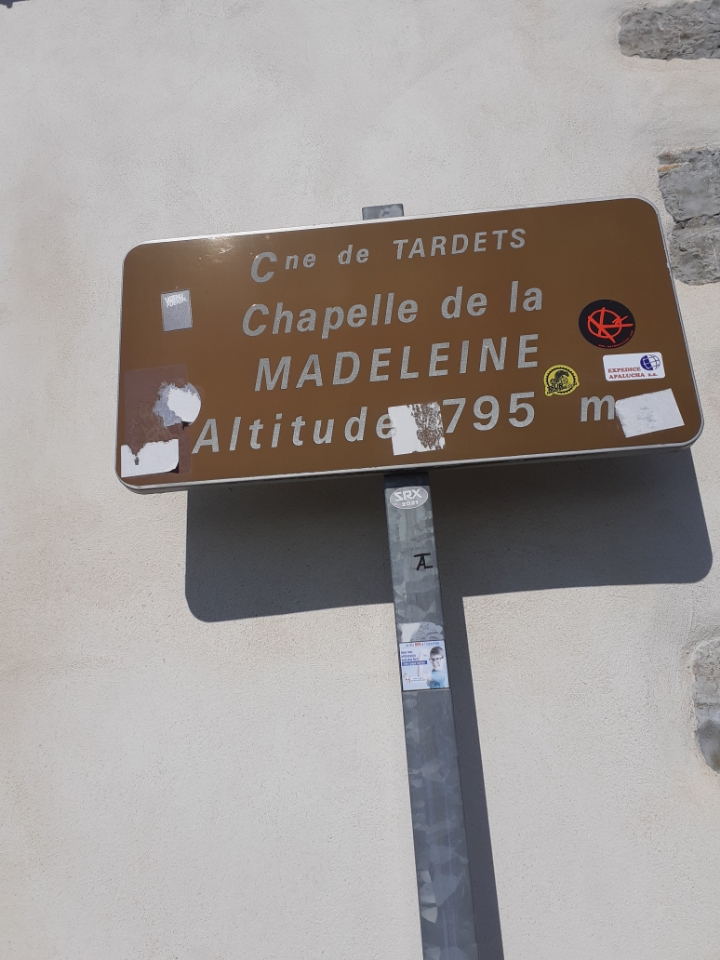 Cne de TARDETS
Chapelle de la
MADELEINE
Altitude 795 m
EXPEDICE
APALUCHA
SRX